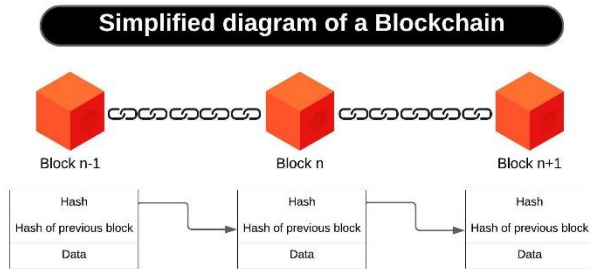 Simplified diagram of a Blockchain
Block n-1
Block n
Block n+1
Hash
Hash of previous block
Data
Hash
Hash of previous block
Data
Hash
Hash of previous block
Data